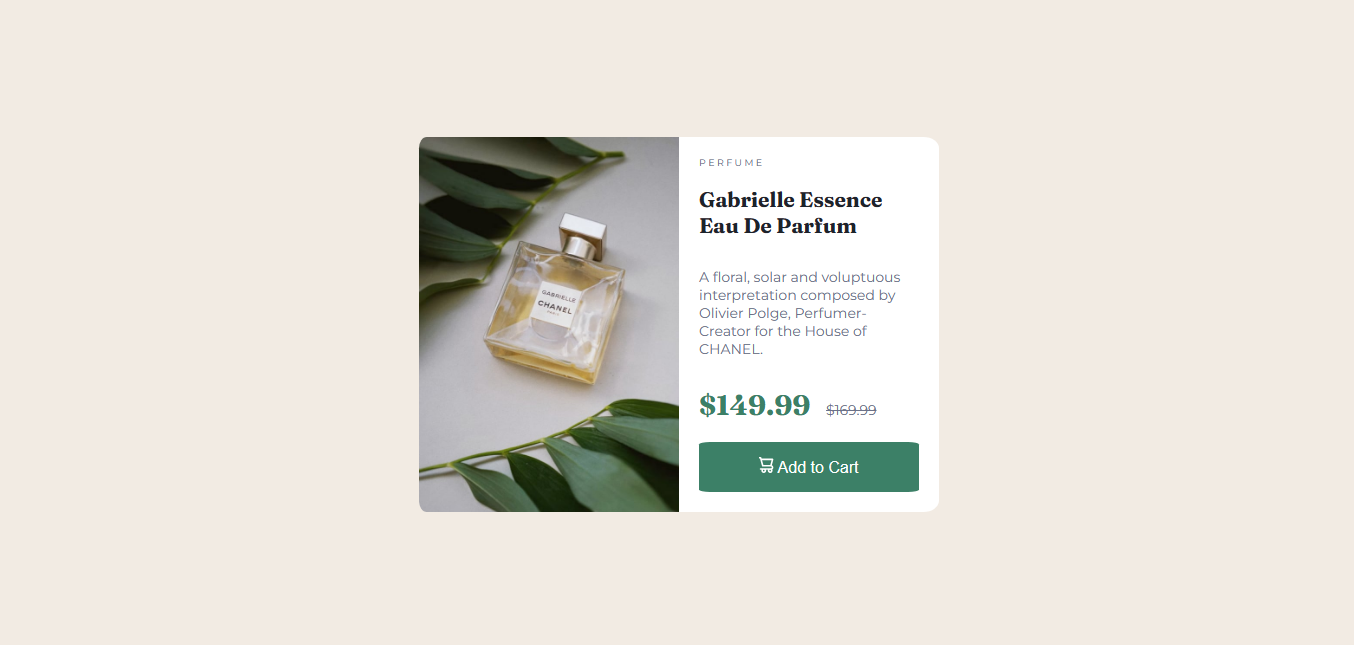 GABRIELLE
CHANEL
PARIS
PERFUME
Gabrielle Essence
Eau De Parfum
A floral, solar and voluptuous
interpretation composed by
Olivier Polge, Perfumer-
Creator for the House of
CHANEL.
$149.99 $169.99
Add to Cart